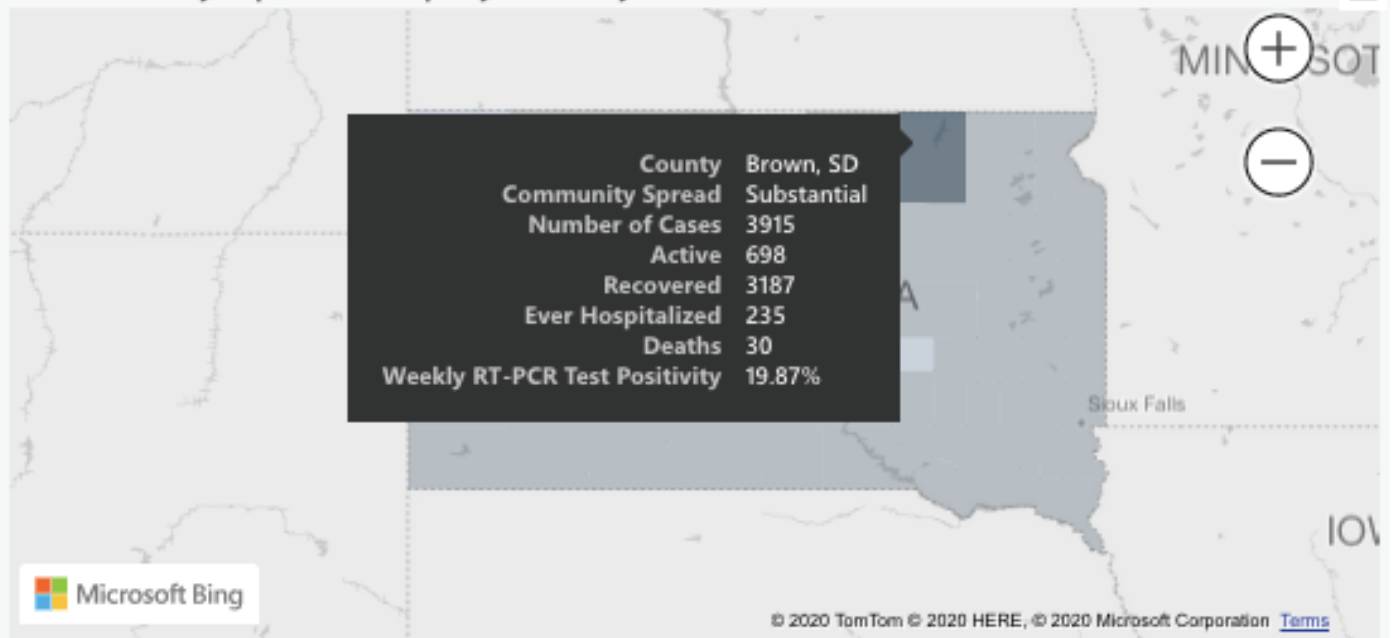 MIN SOT
County Brown, SD
Community Spread Substantial
Number of Cases 3915
Active 698
Recovered 3187
Ever Hospitalized 235
Deaths 30
Weekly RT-PCR Test Positivity 19.87%
A
Sioux Falls
IOW
Microsoft Bing
© 2020 TomTom © 2020 HERE, © 2020 Microsoft Corporation Terms